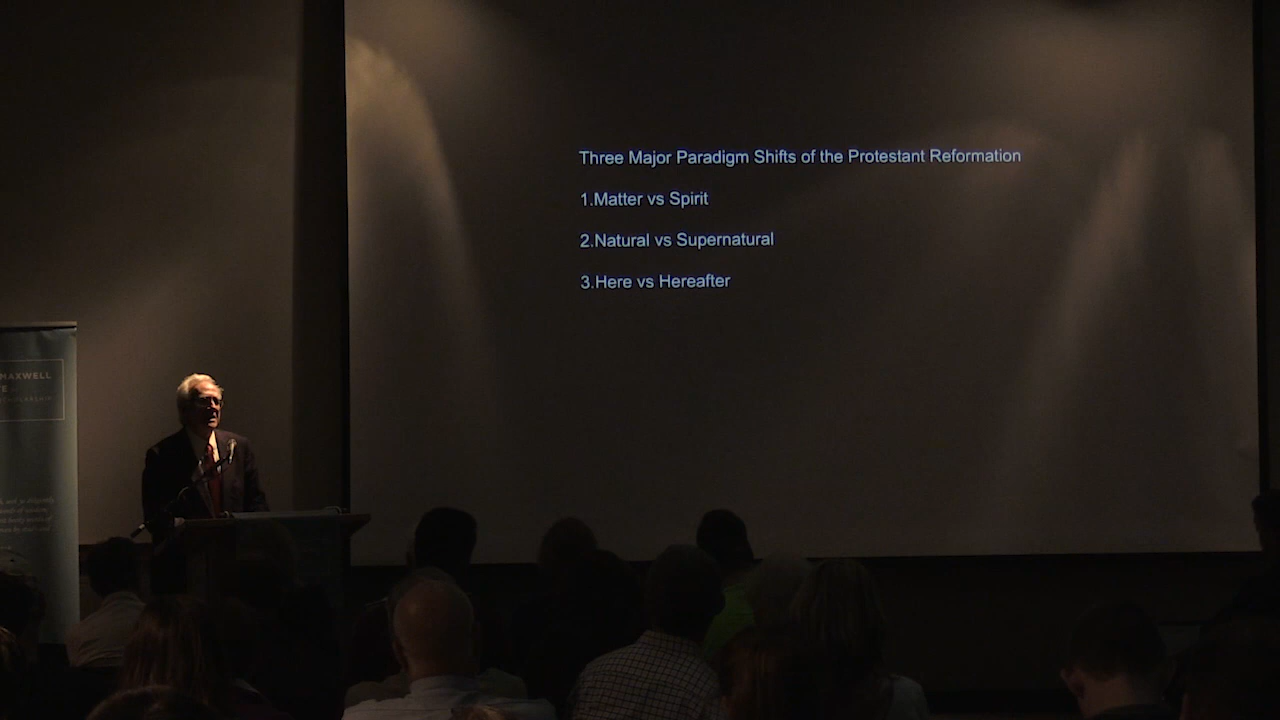 Three Major Paradigm Shifts of the Protestant Reformation
1.Matter vs Spirit
2.Natural vs Supernatural
3.Here vs Hereafter
MAXWELL